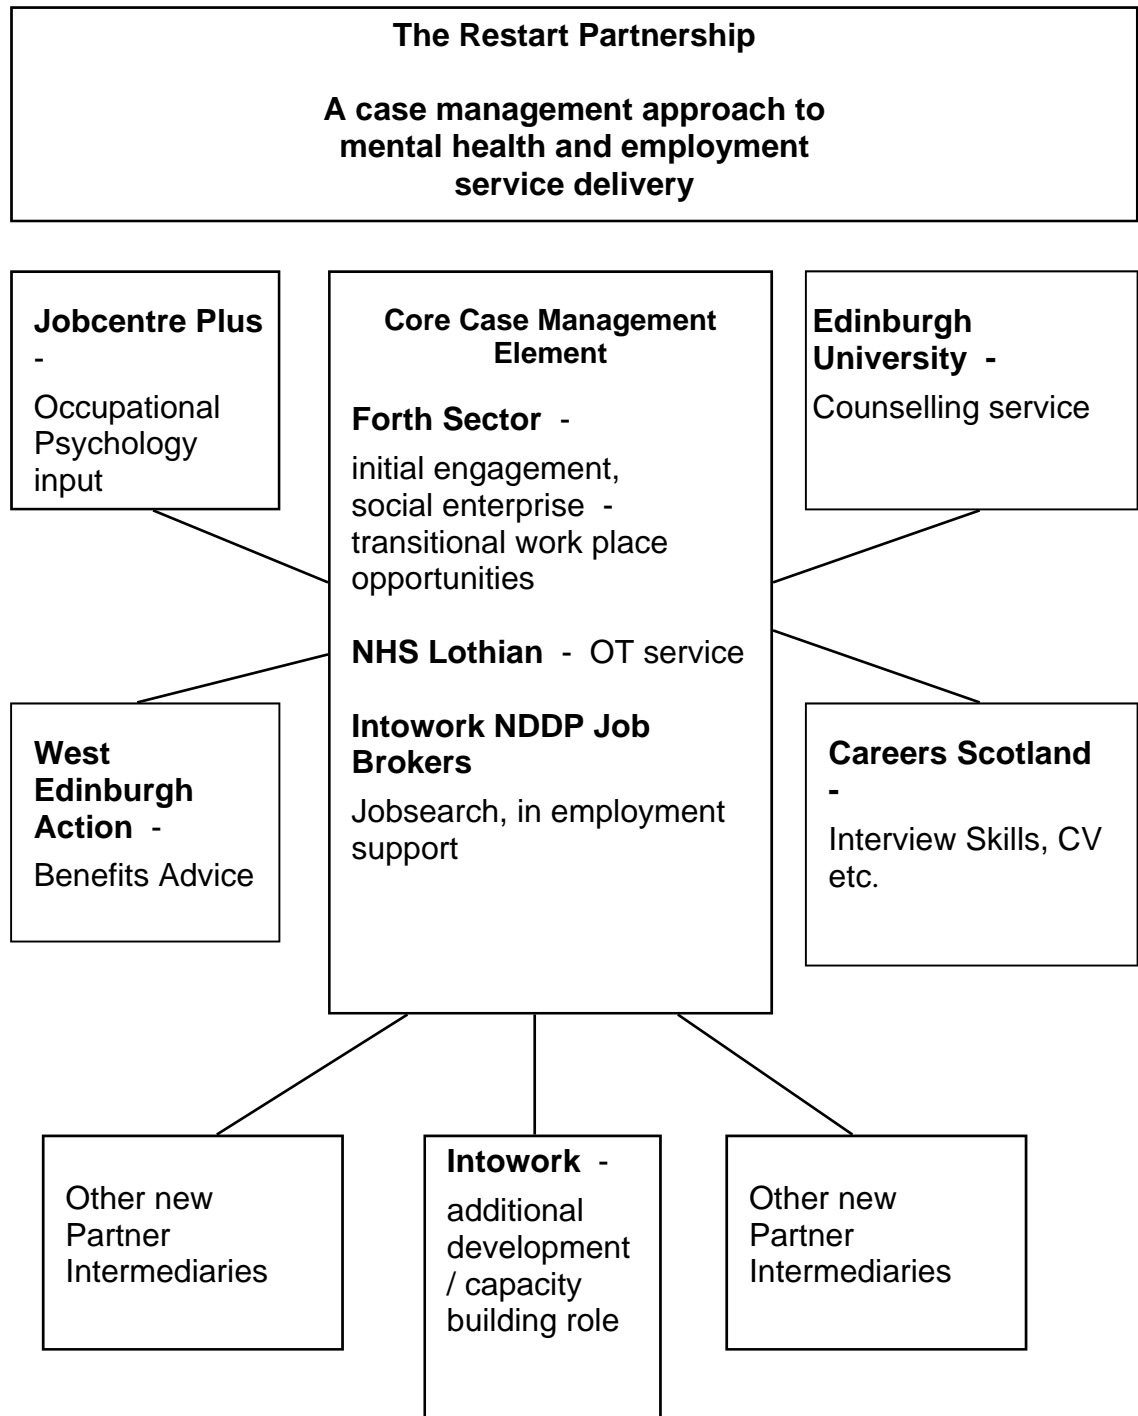 The Restart Partnership
A case management approach to
mental health and employment
service delivery
Jobcentre Plus
-
Occupational
Psychology
input
Core Case Management
Element
Forth Sector -
initial engagement,
social enterprise -
transitional work place
opportunities
NHS Lothian - OT service
Intowork NDDP Job
Brokers
Jobsearch, in employment
support
Edinburgh
University -
Counselling service
West
Edinburgh
Action -
Benefits Advice
Careers Scotland
-
Interview Skills, CV
etc.
Other new
Partner
Intermediaries
Intowork -
additional
development
/ capacity
building role
Other new
Partner
Intermediaries